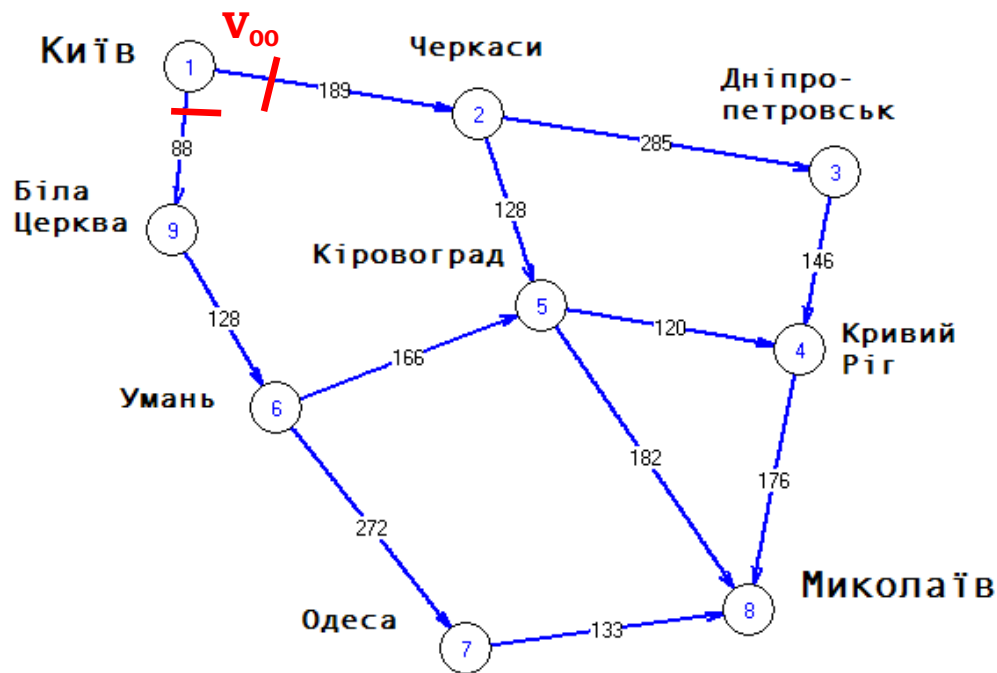 v₀₀
Київ
Черкаси
Дніпро-
петровськ
1
189
2
285
3
88
Біла
Церква
9
128
Кіровоград
146
5
120
4
Кривий
Ріг
128
166
Умань
6
182
176
272
Миколаїв
8
Одеса
7
133